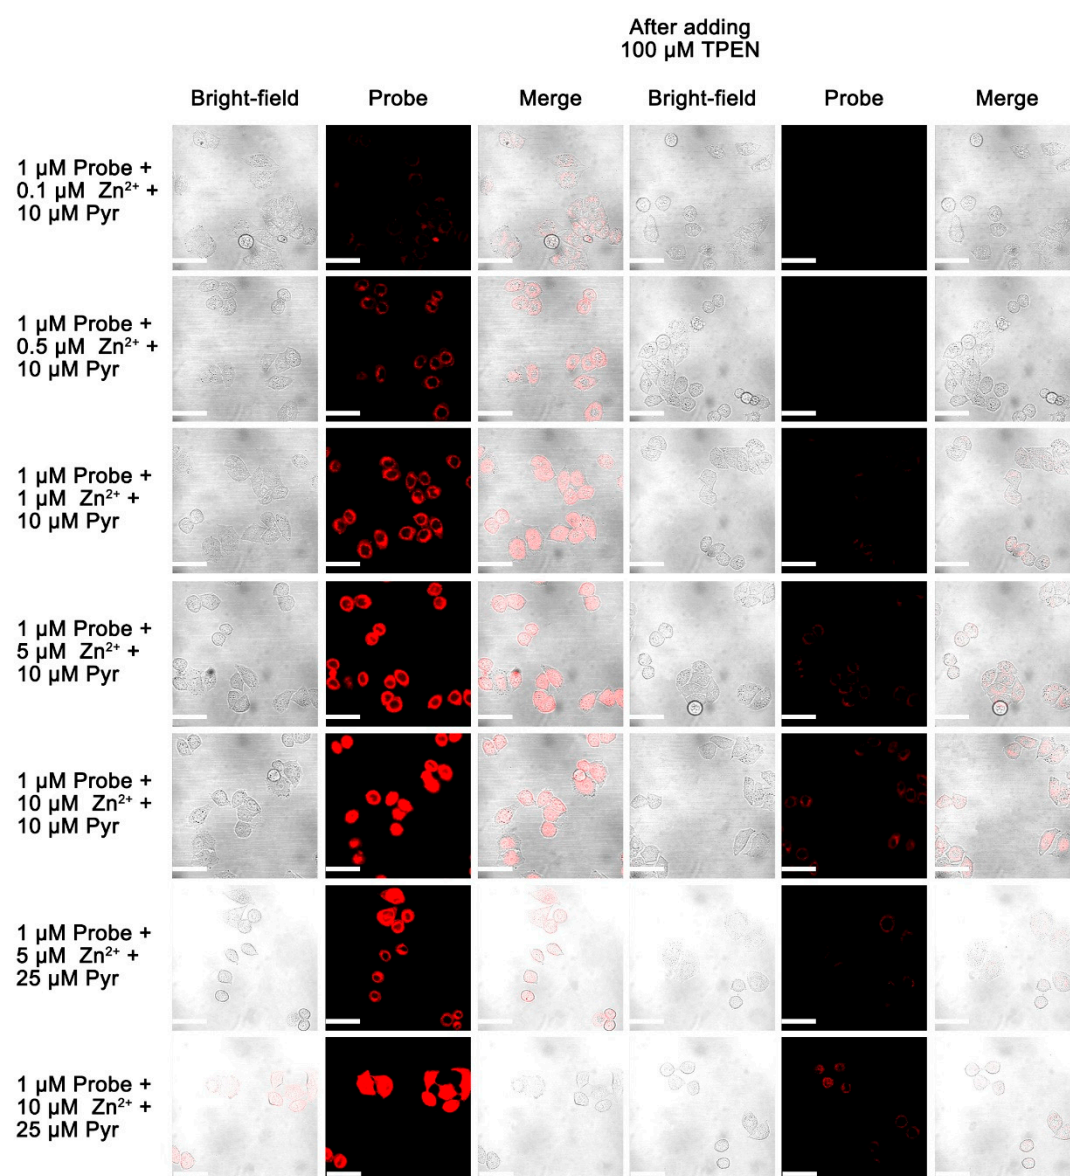 After adding
100 µM TPEN
Bright-field Probe Merge Bright-field Probe Merge
1 µM Probe +
0.1 µM Zn²⁺ +
10 µM Pyr
1 µM Probe +
0.5 µM Zn²⁺ +
10 µM Pyr
1 µM Probe +
1 µM Zn²⁺ +
10 µM Pyr
1 µM Probe +
5 µM Zn²⁺ +
10 µM Pyr
1 µM Probe +
10 µM Zn²⁺ +
10 µM Pyr
1 µM Probe +
5 µM Zn²⁺ +
25 µM Pyr
1 µM Probe +
10 µM Zn²⁺ +
25 µM Pyr